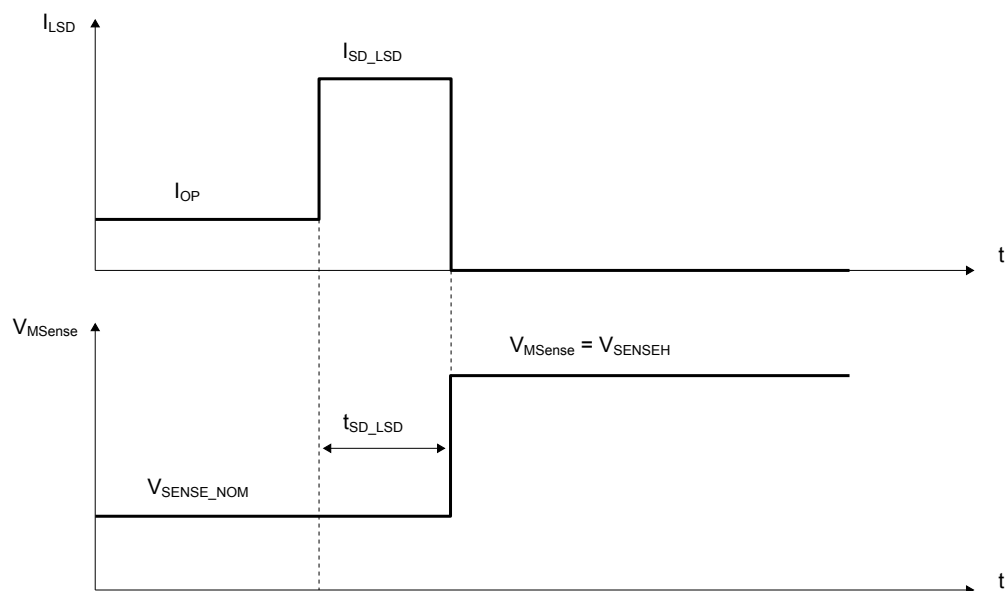 I_LSD
I_SD_LSD
I_OP
t
V_MSense
V_MSense = V_SENSEH
t_SD_LSD
V_SENSE_NOM
t